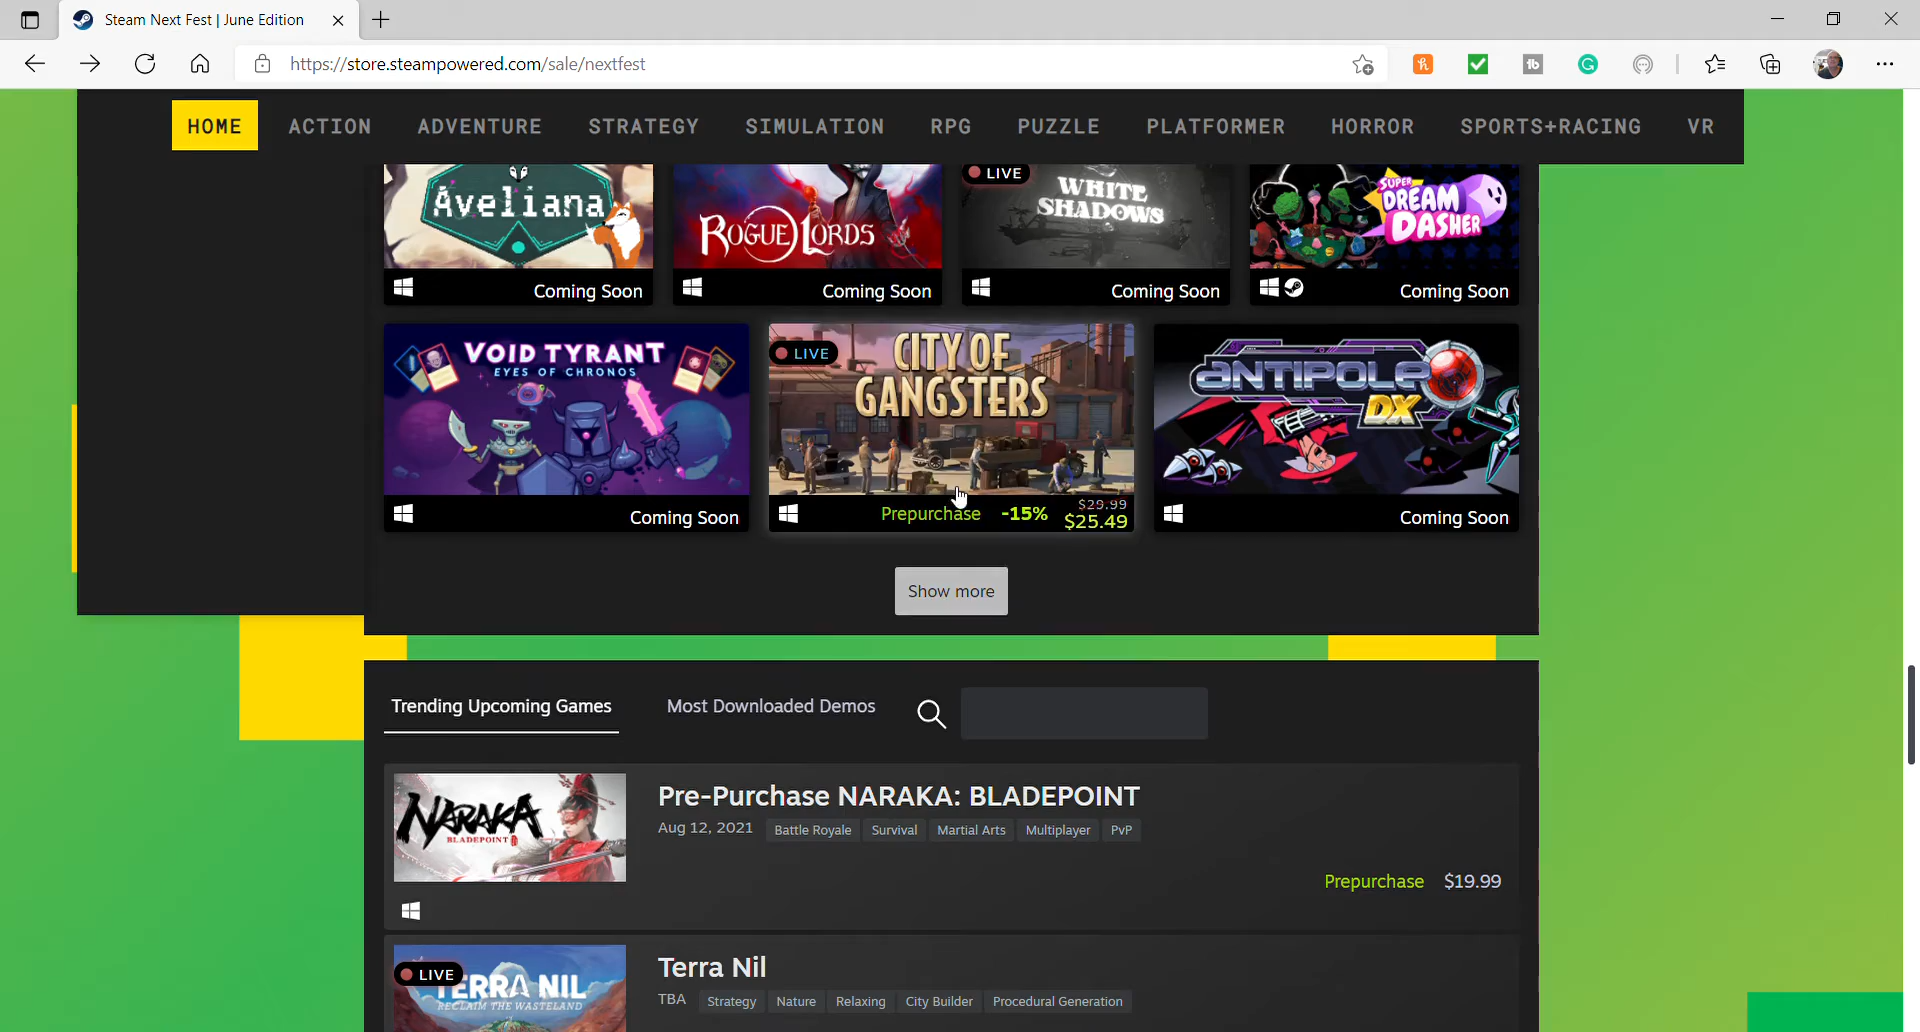 Steam Next Fest | June Edition
https://store.steampowered.com/sale/nextfest
HOME ACTION ADVENTURE STRATEGY SIMULATION RPG PUZZLE PLATFORMER HORROR SPORTS+RACING VR
Aveliana
ROGUE LORDS
LIVE
WHITE
SHADOWS
SUPER
DREAM
DASHER
Coming Soon
Coming Soon
Coming Soon
Coming Soon
VOID TYRANT
EYES OF CHRONOS
LIVE
CITY OF
GANGSTERS
ANTIPOLE
DX
Coming Soon
Prepurchase -15% $29.99
$25.49
Coming Soon
Show more
Trending Upcoming Games Most Downloaded Demos
NARAKA
BLADEPOINT
Pre-Purchase NARAKA: BLADEPOINT
Aug 12, 2021 Battle Royale Survival Martial Arts Multiplayer PvP
Prepurchase $19.99
LIVE
TERRA NIL
RECLAIM THE WASTELAND
Terra Nil
TBA Strategy Nature Relaxing City Builder Procedural Generation